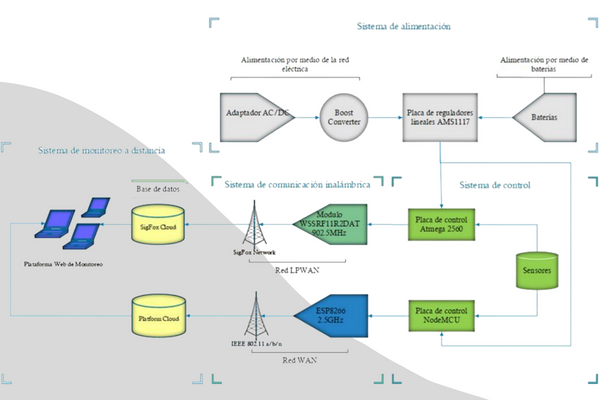 Sistema de alimentación
Alimentación por medio de la red
eléctrica
Alimentación por medio de
baterias
Adaptador AC/DC
Boost
Converter
Placa de reguladores
lineales AMS1117
Baterias
Sistema de monitoreo a distancia
Sistema de comunicación inalámbrica
Sistema de control
Base de datos
SigFox Cloud
Modulo
WSSRF11R2DAT
902.5MHz
Placa de control
Atmega 2560
SigFox Network
Plataforma Web de Monitoreo
Red LPWAN
Sensores
Platform Cloud
ESP8266
2.5GHz
Placa de control
NodeMCU
IEEE 802.11 a/b/n
Red WAN